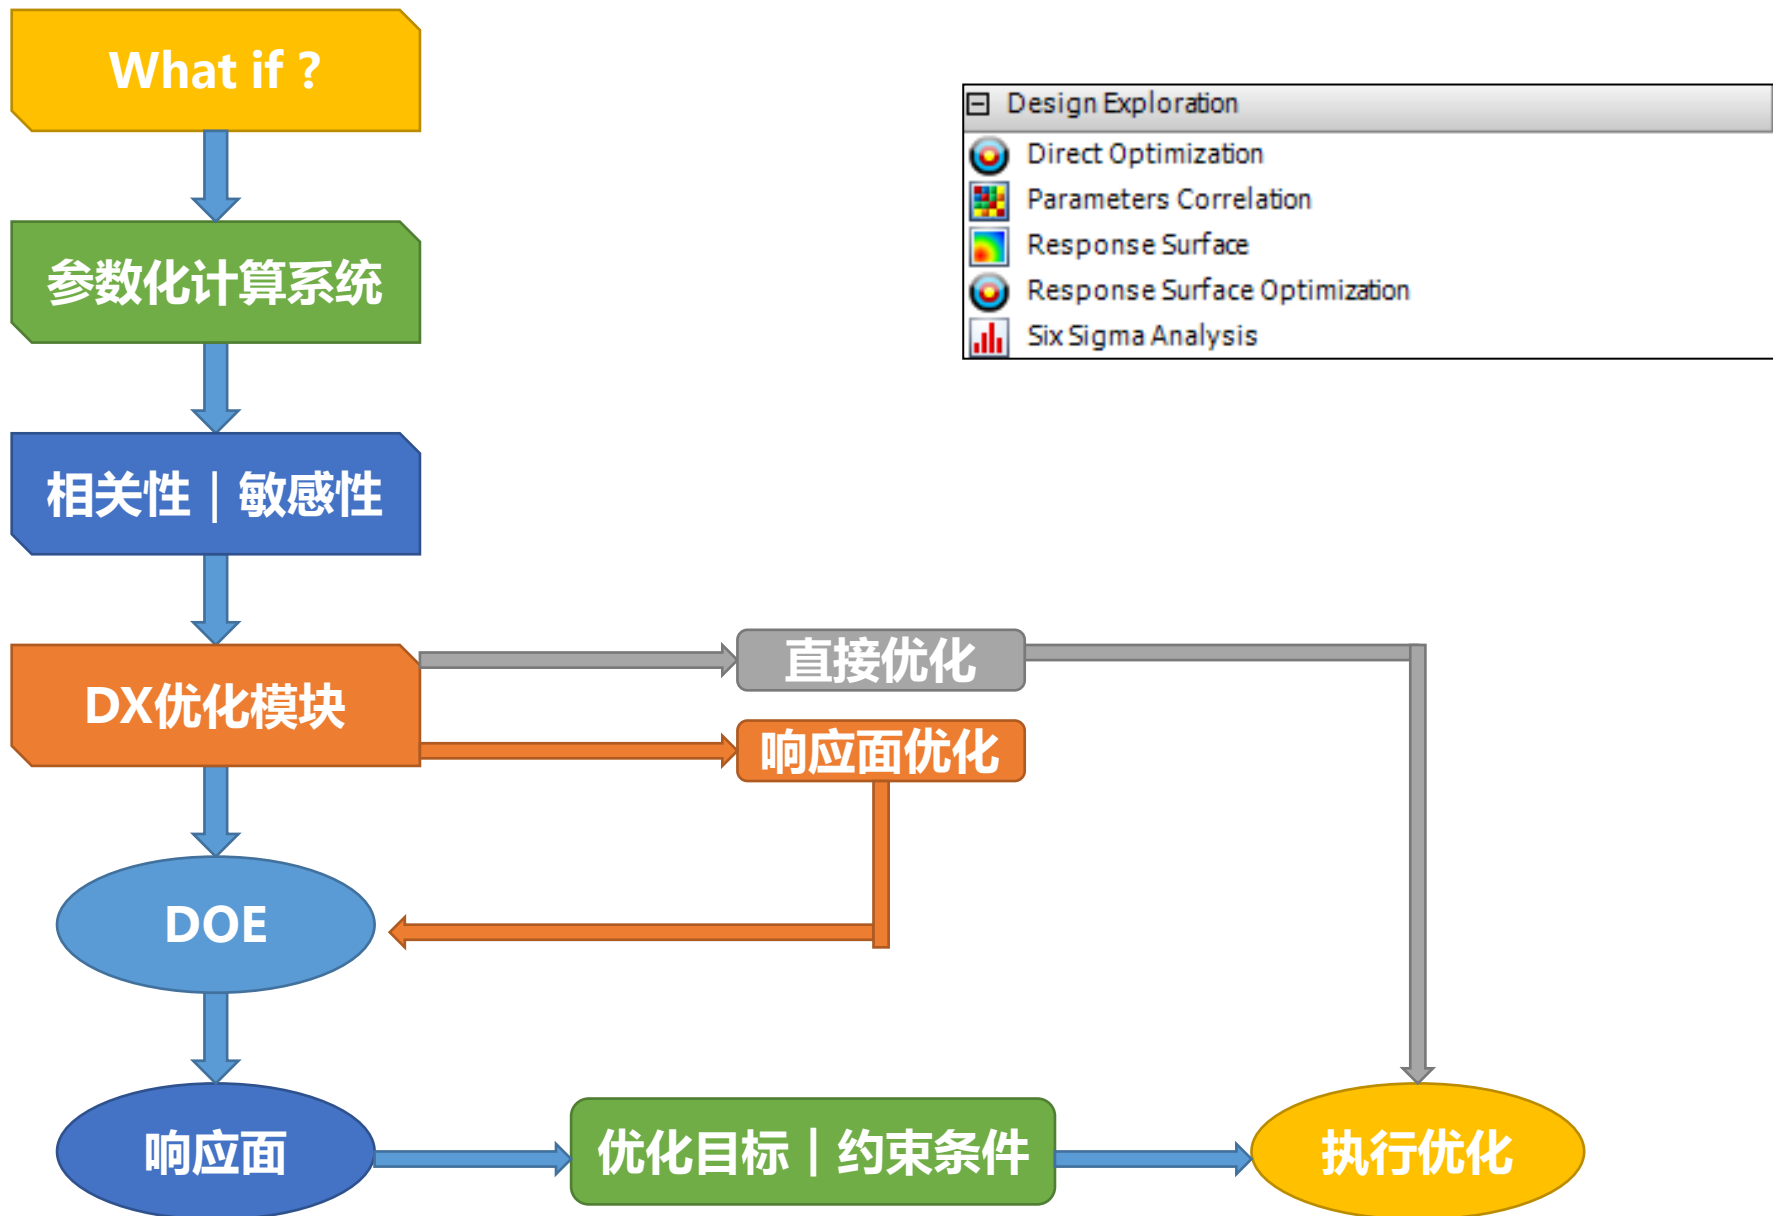 What if ?
Design Exploration
Direct Optimization
Parameters Correlation
Response Surface
Response Surface Optimization
Six Sigma Analysis
参数化计算系统
相关性｜敏感性
DX优化模块
直接优化
响应面优化
DOE
响应面
优化目标｜约束条件
执行优化